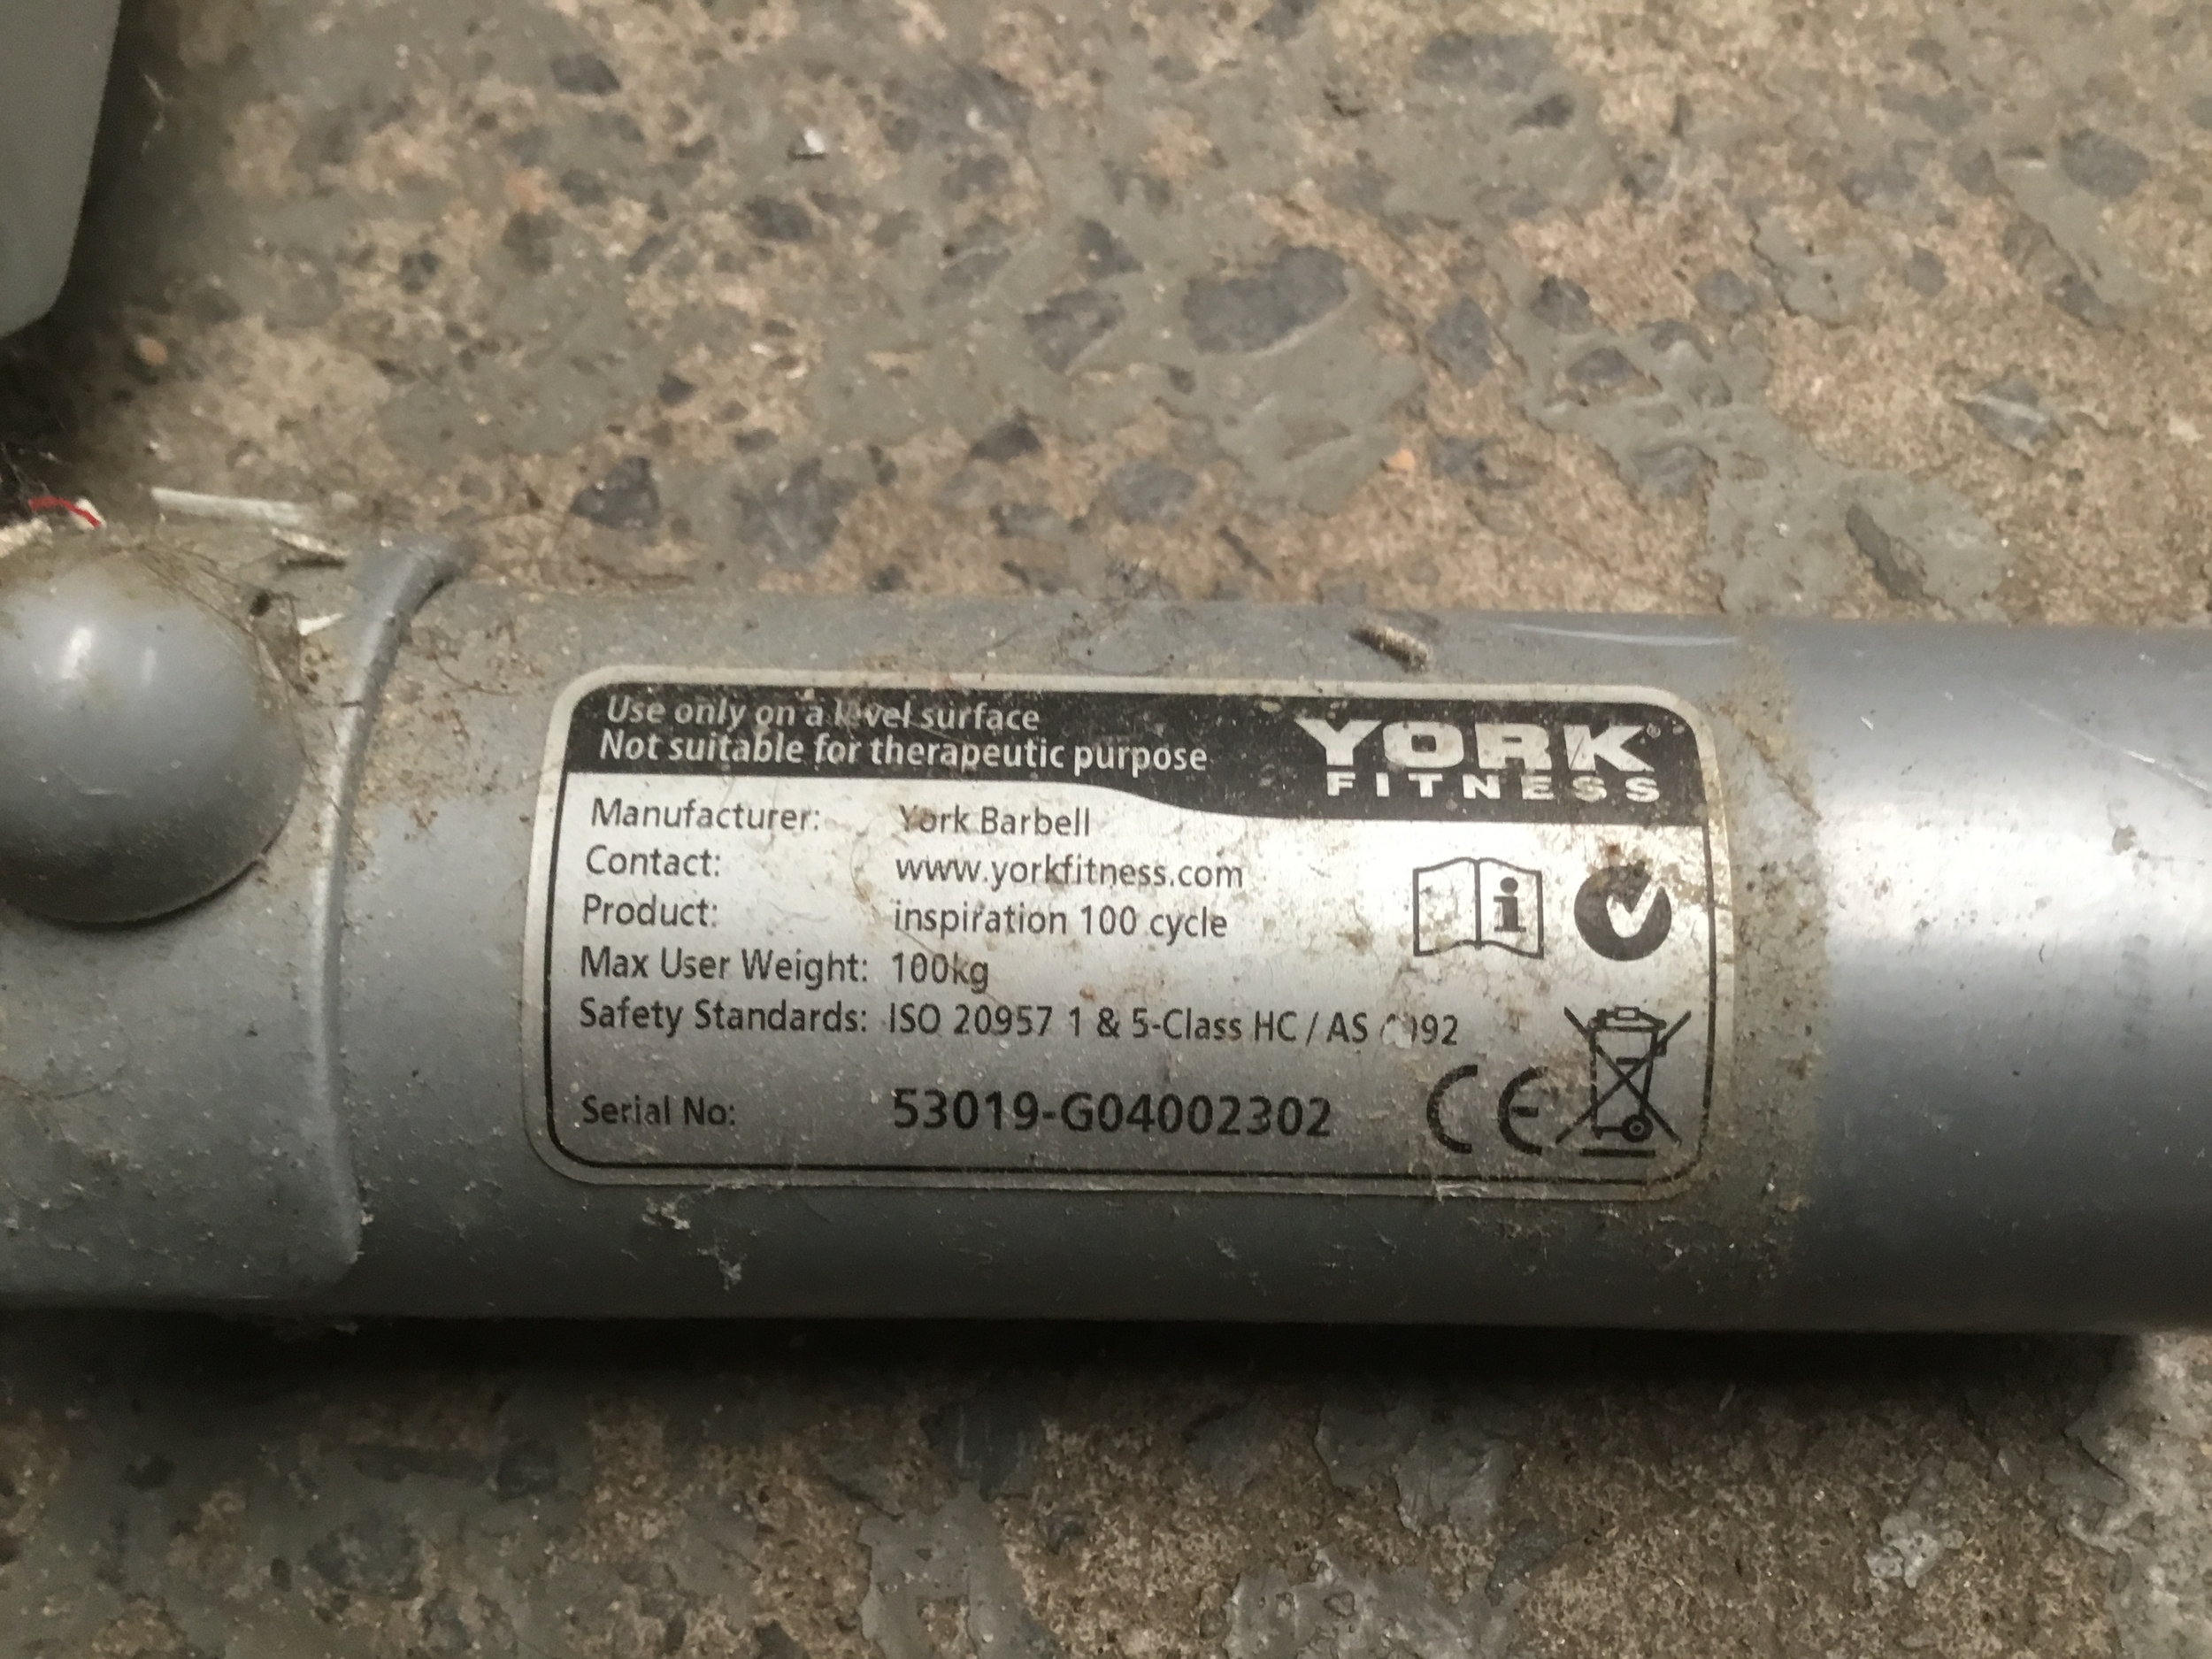 Use only on a level surface
Not suitable for therapeutic purpose
YORK®
FITNESS
Manufacturer: York Barbell
Contact: www.yorkfitness.com
Product: inspiration 100 cycle
Max User Weight: 100kg
Safety Standards: ISO 20957 1 & 5-Class HC / AS
Serial No: 53019-G04002302
CE